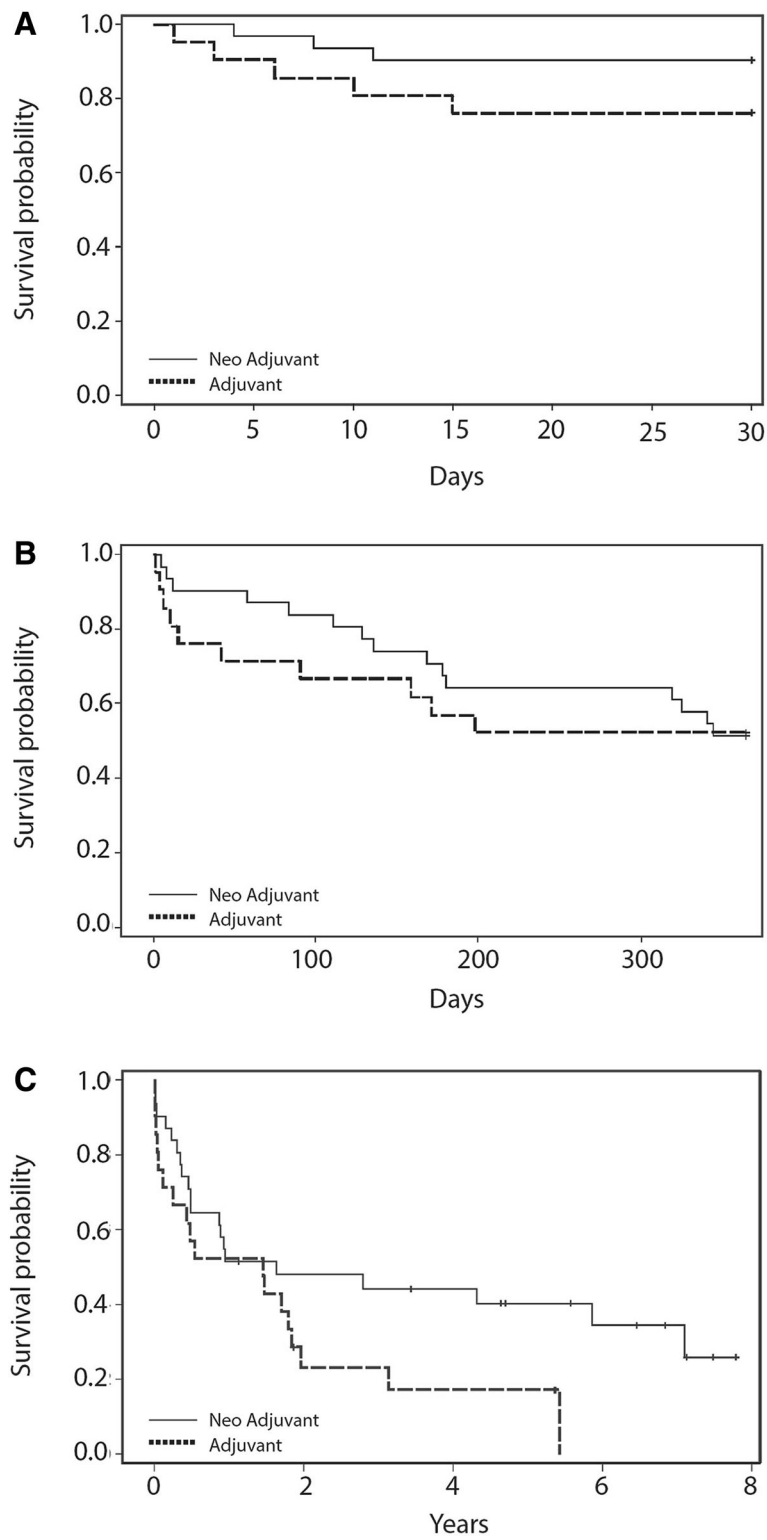 A
Survival probability
1.0
0.8
0.6
0.4
0.2
0.0
Neo Adjuvant
Adjuvant
0 5 10 15 20 25 30
Days
B
Survival probability
1.0
0.8
0.6
0.4
0.2
0.0
Neo Adjuvant
Adjuvant
0 100 200 300
Days
C
Survival probability
1.0
0.8
0.6
0.4
0.2
0.0
Neo Adjuvant
Adjuvant
0 2 4 6 8
Years